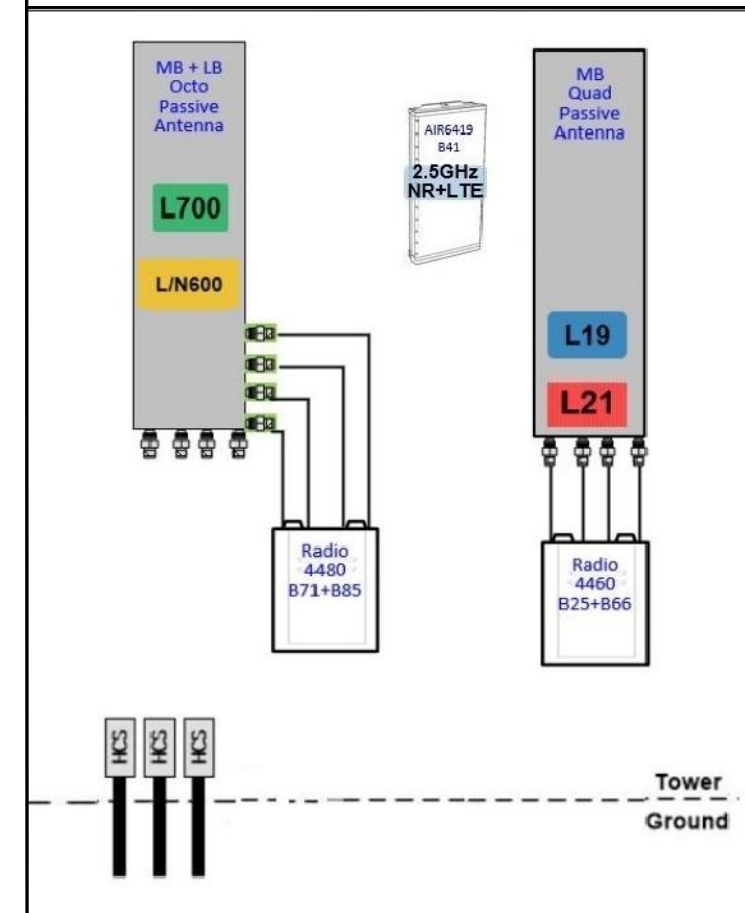 MB + LB
Octo
Passive
Antenna
L700
L/N600
AIR6419
B41
2.5GHz
NR+LTE
MB
Quad
Passive
Antenna
L19
L21
Radio
4480
B71+B85
Radio
4460
B25+B66
HCS
HCS
HCS
Tower
Ground